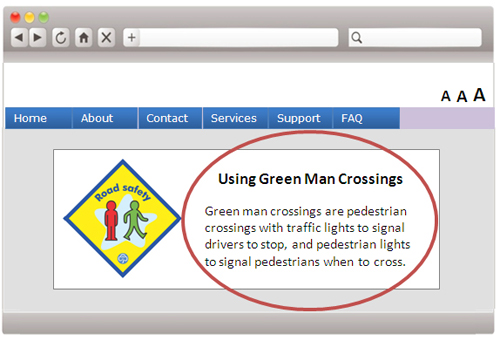 A A A
Home About Contact Services Support FAQ
Road safety
Using Green Man Crossings
Green man crossings are pedestrian
crossings with traffic lights to signal
drivers to stop, and pedestrian lights
to signal pedestrians when to cross.